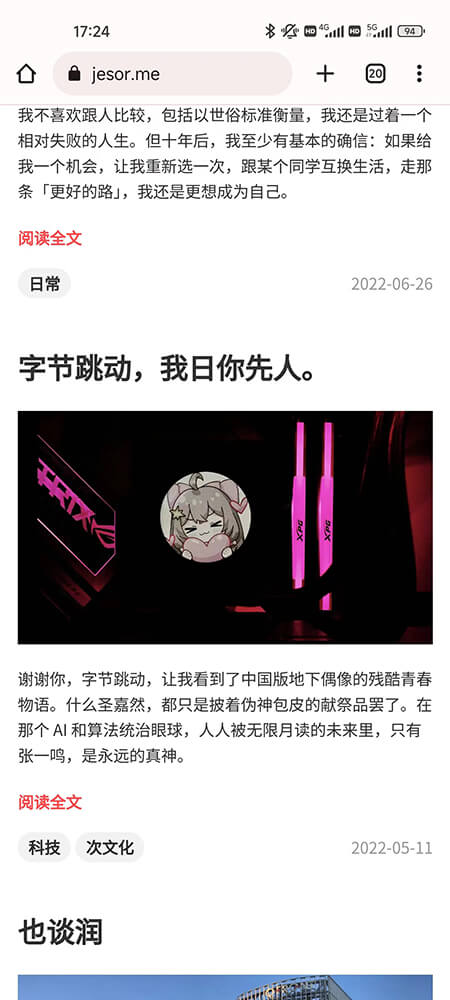 17:24
HD 4G HD 5G 94
jesor.me
20
我不喜欢跟人比较，包括以世俗标准衡量，我还是过着一个
相对失败的人生。但十年后，我至少有基本的确信：如果给
我一个机会，让我重新选一次，跟某个同学互换生活，走那
条「更好的路」，我还是更想成为自己。
阅读全文
日常
2022-06-26
字节跳动，我日你先人。
XPG XPG
谢谢你，字节跳动，让我看到了中国版地下偶像的残酷青春
物语。什么圣嘉然，都只是披着伪神包皮的献祭品罢了。在
那个 AI 和算法统治眼球，人人被无限月读的未来里，只有
张一鸣，是永远的真神。
阅读全文
科技 次文化
2022-05-11
也谈润